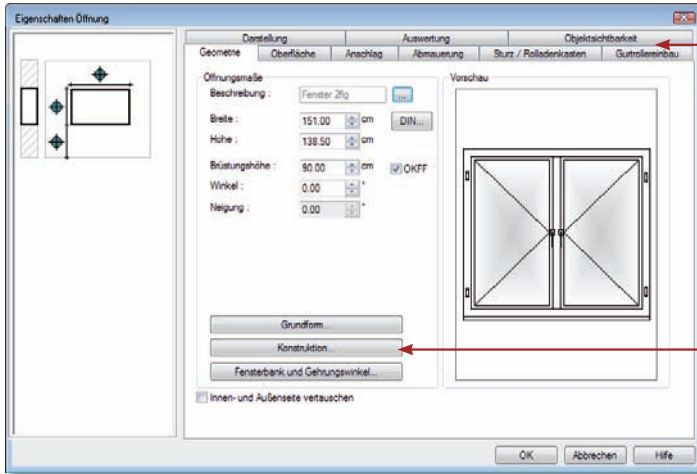 Eigenschaften Öffnung
Darstellung Auswertung Objektsichtbarkeit
Geometrie Oberfläche Anschlag Abmauerung Sturz / Rolladenkasten Gurtrollereinbau
Öffnungsmaße
Vorschau
Beschreibung : Fenster 2flg ...
Breite : 151.00 cm DIN...
Höhe : 138.50 cm
Brüstungshöhe : 90.00 cm OKFF
Winkel : 0.00 °
Neigung : 0.00 °
Grundform...
Konstruktion...
Fensterbank und Gehrungswinkel...
Innen- und Außenseite vertauschen
OK Abbrechen Hilfe